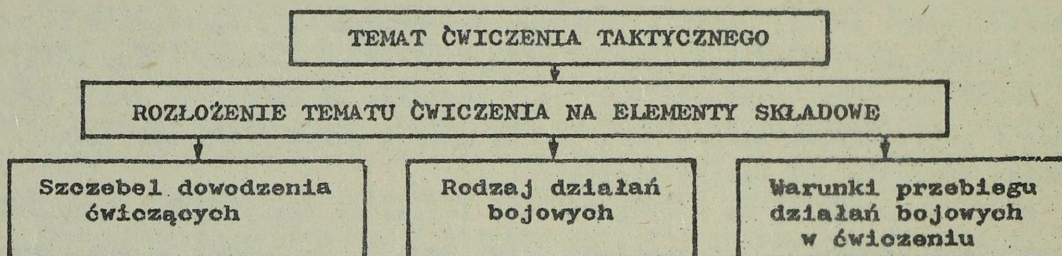 TEMAT ĆWICZENIA TAKTYCZNEGO
ROZŁOŻENIE TEMATU ĆWICZENIA NA ELEMENTY SKŁADOWE
Szczebel dowodzenia
ćwiczących
Rodzaj działań
bojowych
Warunki przebiegu
działań bojowych
w ćwiczeniu